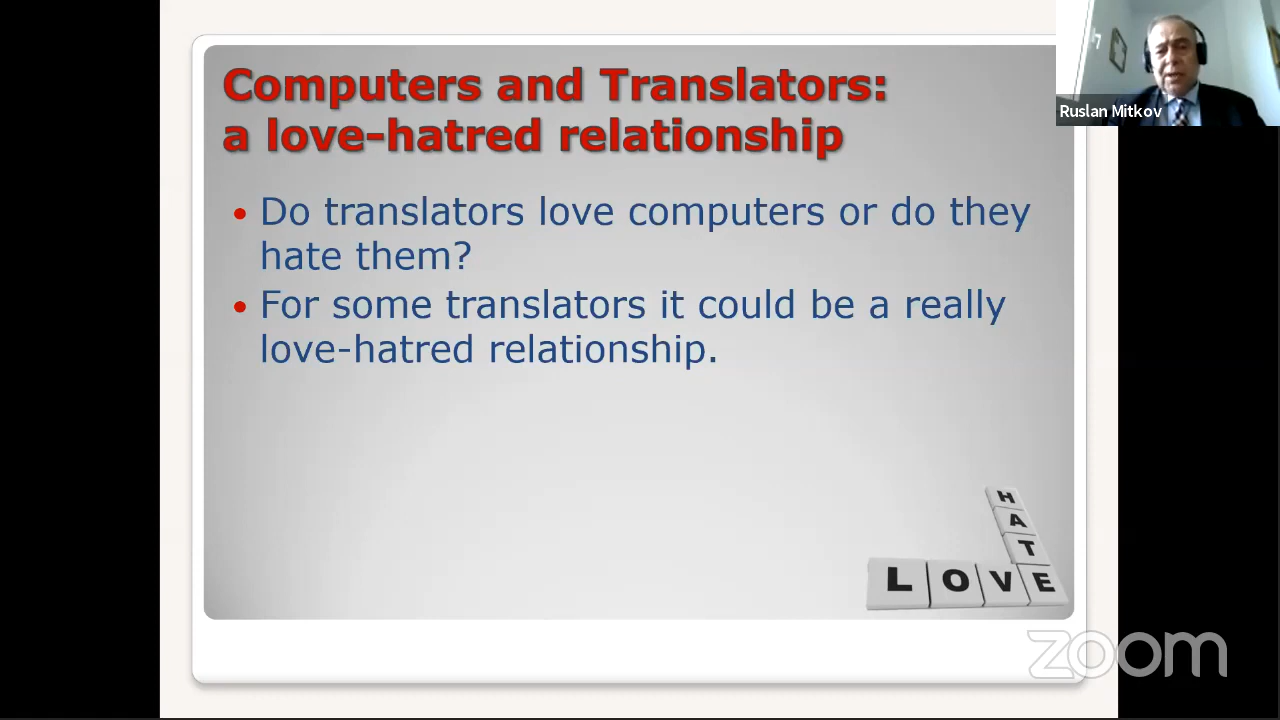 Computers and Translators:
a love-hatred relationship
Ruslan Mitkov
• Do translators love computers or do they
hate them?
• For some translators it could be a really
love-hatred relationship.
HATE
LOVE
zoom